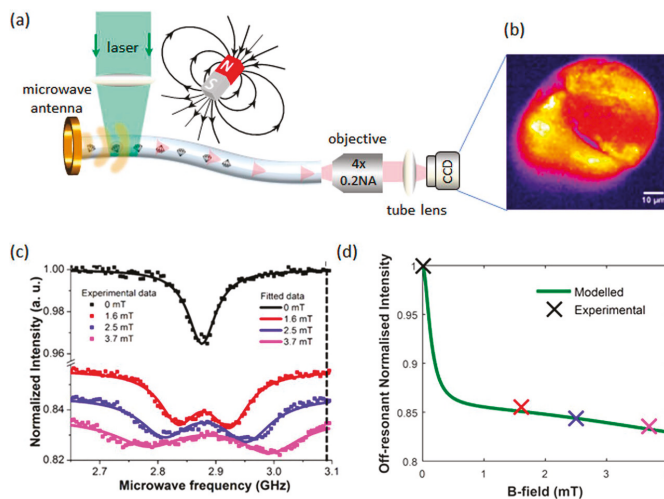 (a)
laser
microwave
antenna
N
S
objective
4x
0.2NA
tube lens
CCD
(b)
10 µm
(c)
Normalized Intensity (a. u.)
1.00
0.98
0.96
0.84
0.82
Experimental data
0 mT
1.6 mT
2.5 mT
3.7 mT
Fitted data
0 mT
1.6 mT
2.5 mT
3.7 mT
2.7 2.8 2.9 3.0 3.1
Microwave frequency (GHz)
(d)
Off-resonant Normalised Intensity
1
0.95
0.9
0.85
0.8
Modelled
Experimental
0 2 4
B-field (mT)